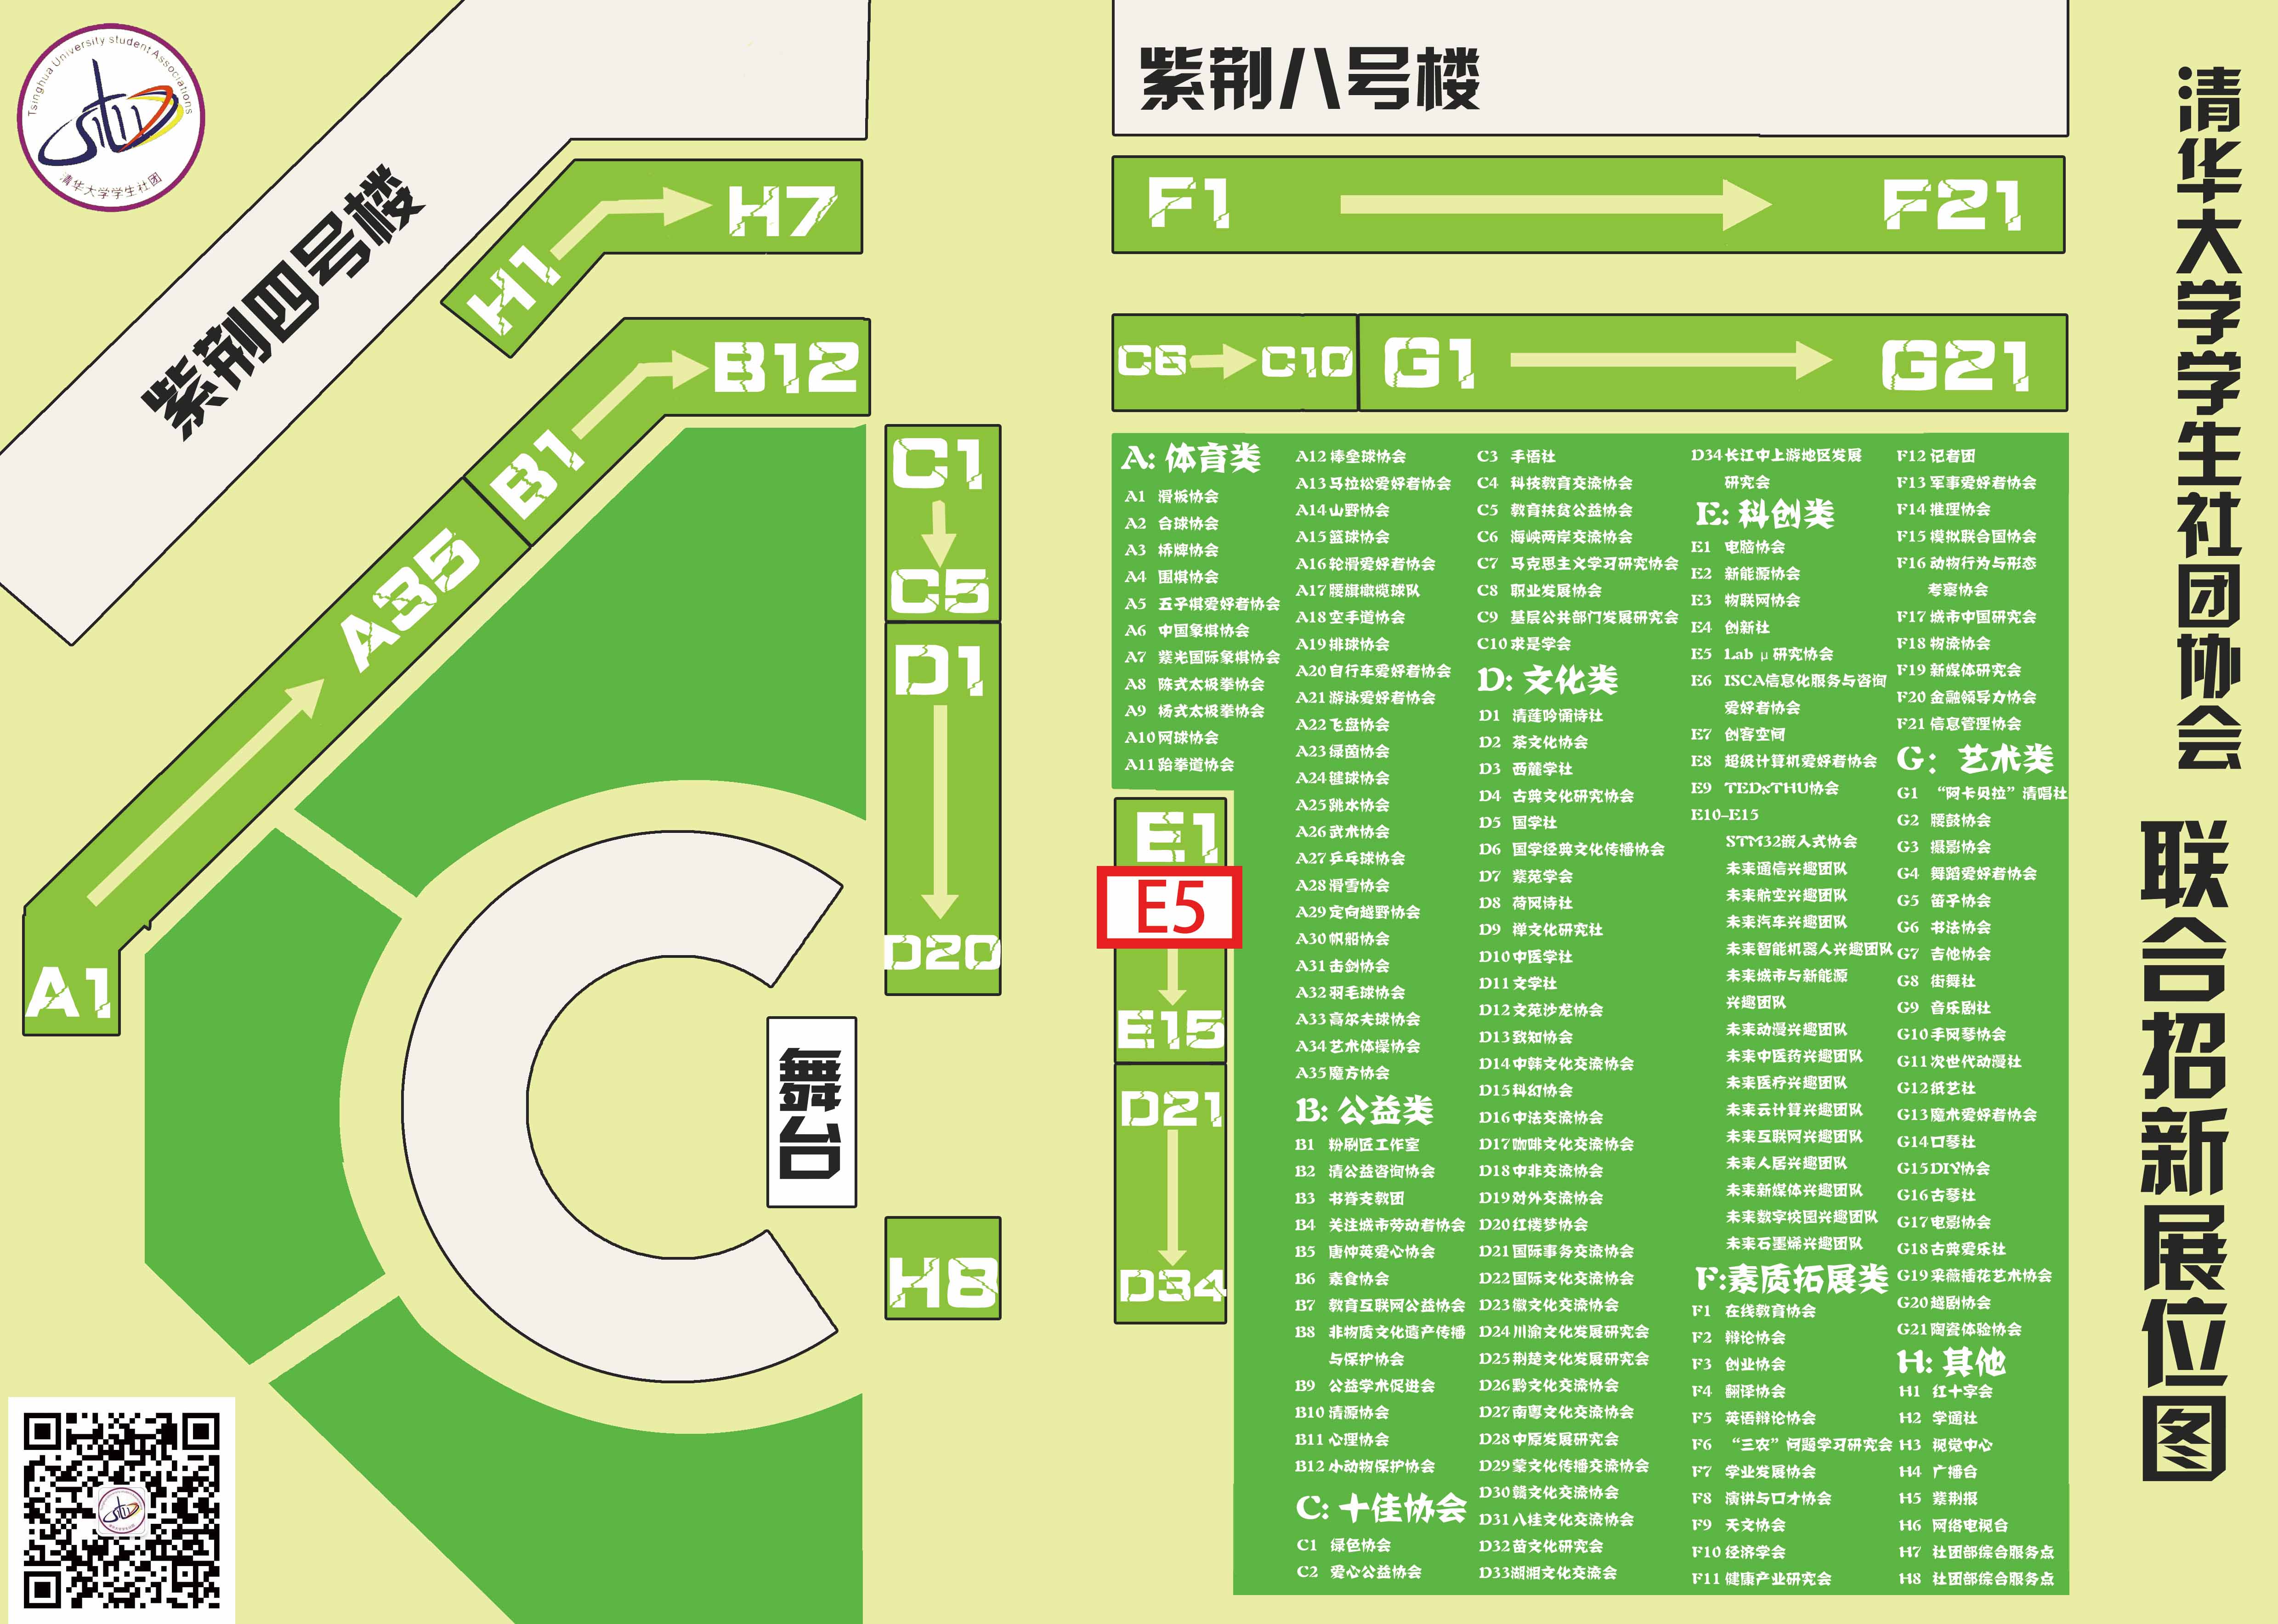 Tsinghua University student Associations
清华大学学生社团
紫荆四号楼
紫荆八号楼
清华大学学生社团协会 联合招新展位图
H1
H7
F1
F21
B1
B12
C6
C10
G1
G21
A1
A35
C1
C5
D1
D20
舞台
H8
E1
E5
E15
D21
D34
A: 体育类
A1 滑板协会
A2 台球协会
A3 桥牌协会
A4 围棋协会
A5 五子棋爱好者协会
A6 中国象棋协会
A7 紫光国际象棋协会
A8 陈式太极拳协会
A9 杨式太极拳协会
A10 网球协会
A11 跆拳道协会
A12 棒垒球协会
A13 马拉松爱好者协会
A14 山野协会
A15 篮球协会
A16 轮滑爱好者协会
A17 腰旗橄榄球队
A18 空手道协会
A19 排球协会
A20 自行车爱好者协会
A21 游泳爱好者协会
A22 飞盘协会
A23 绿茵协会
A24 毽球协会
A25 跳水协会
A26 武术协会
A27 乒乓球协会
A28 滑雪协会
A29 定向越野协会
A30 帆船协会
A31 击剑协会
A32 羽毛球协会
A33 高尔夫球协会
A34 艺术体操协会
A35 魔方协会
B: 公益类
B1 粉刷匠工作室
B2 清公益咨询协会
B3 书脊支教团
B4 关注城市劳动者协会
B5 唐仲英爱心协会
B6 素食协会
B7 教育互联网公益协会
B8 非物质文化遗产传播
与保护协会
B9 公益学术促进会
B10 清源协会
B11 心理协会
B12 小动物保护协会
C: 十佳协会
C1 绿色协会
C2 爱心公益协会
C3 手语社
C4 科技教育交流协会
C5 教育扶贫公益协会
C6 海峡两岸交流协会
C7 马克思主义学习研究协会
C8 职业发展协会
C9 基层公共部门发展研究会
C10 求是学会
D: 文化类
D1 清莲吟诵诗社
D2 茶文化协会
D3 西麓学社
D4 古典文化研究协会
D5 国学社
D6 国学经典文化传播协会
D7 紫苑学会
D8 荷风诗社
D9 禅文化研究社
D10 中医学社
D11 文学社
D12 文苑沙龙协会
D13 致知协会
D14 中韩文化交流协会
D15 科幻协会
D16 中法交流协会
D17 咖啡文化交流协会
D18 中非交流协会
D19 对外交流协会
D20 红楼梦协会
D21 国际事务交流协会
D22 国际文化交流协会
D23 徽文化交流协会
D24 川渝文化发展研究会
D25 荆楚文化发展研究会
D26 黔文化交流协会
D27 南粤文化交流协会
D28 中原发展研究会
D29 蒙文化传播交流协会
D30 赣文化交流协会
D31 八桂文化交流协会
D32 苗文化研究会
D33 湖湘文化交流会
D34 长江中上游地区发展
研究会
E: 科创类
E1 电脑协会
E2 新能源协会
E3 物联网协会
E4 创新社
E5 Lab μ 研究协会
E6 ISCA信息化服务与咨询
爱好者协会
E7 创客空间
E8 超级计算机爱好者协会
E9 TEDxTHU协会
E10–E15
STM32嵌入式协会
未来通信兴趣团队
未来航空兴趣团队
未来汽车兴趣团队
未来智能机器人兴趣团队
未来城市与新能源
兴趣团队
未来动漫兴趣团队
未来中医药兴趣团队
未来医疗兴趣团队
未来云计算兴趣团队
未来互联网兴趣团队
未来人居兴趣团队
未来新媒体兴趣团队
未来数字校园兴趣团队
未来石墨烯兴趣团队
F:素质拓展类
F1 在线教育协会
F2 辩论协会
F3 创业协会
F4 翻译协会
F5 英语辩论协会
F6 “三农”问题学习研究会
F7 学业发展协会
F8 演讲与口才协会
F9 天文协会
F10 经济学会
F11 健康产业研究会
F12 记者团
F13 军事爱好者协会
F14 推理协会
F15 模拟联合国协会
F16 动物行为与形态
考察协会
F17 城市中国研究会
F18 物流协会
F19 新媒体研究会
F20 金融领导力协会
F21 信息管理协会
G: 艺术类
G1 “阿卡贝拉”清唱社
G2 腰鼓协会
G3 摄影协会
G4 舞蹈爱好者协会
G5 笛子协会
G6 书法协会
G7 吉他协会
G8 街舞社
G9 音乐剧社
G10 手风琴协会
G11 次世代动漫社
G12 纸艺社
G13 魔术爱好者协会
G14 口琴社
G15 DIY协会
G16 古琴社
G17 电影协会
G18 古典爱乐社
G19 采薇插花艺术协会
G20 越剧协会
G21 陶瓷体验协会
H: 其他
H1 红十字会
H2 学通社
H3 视觉中心
H4 广播台
H5 紫荆报
H6 网络电视台
H7 社团部综合服务点
H8 社团部综合服务点